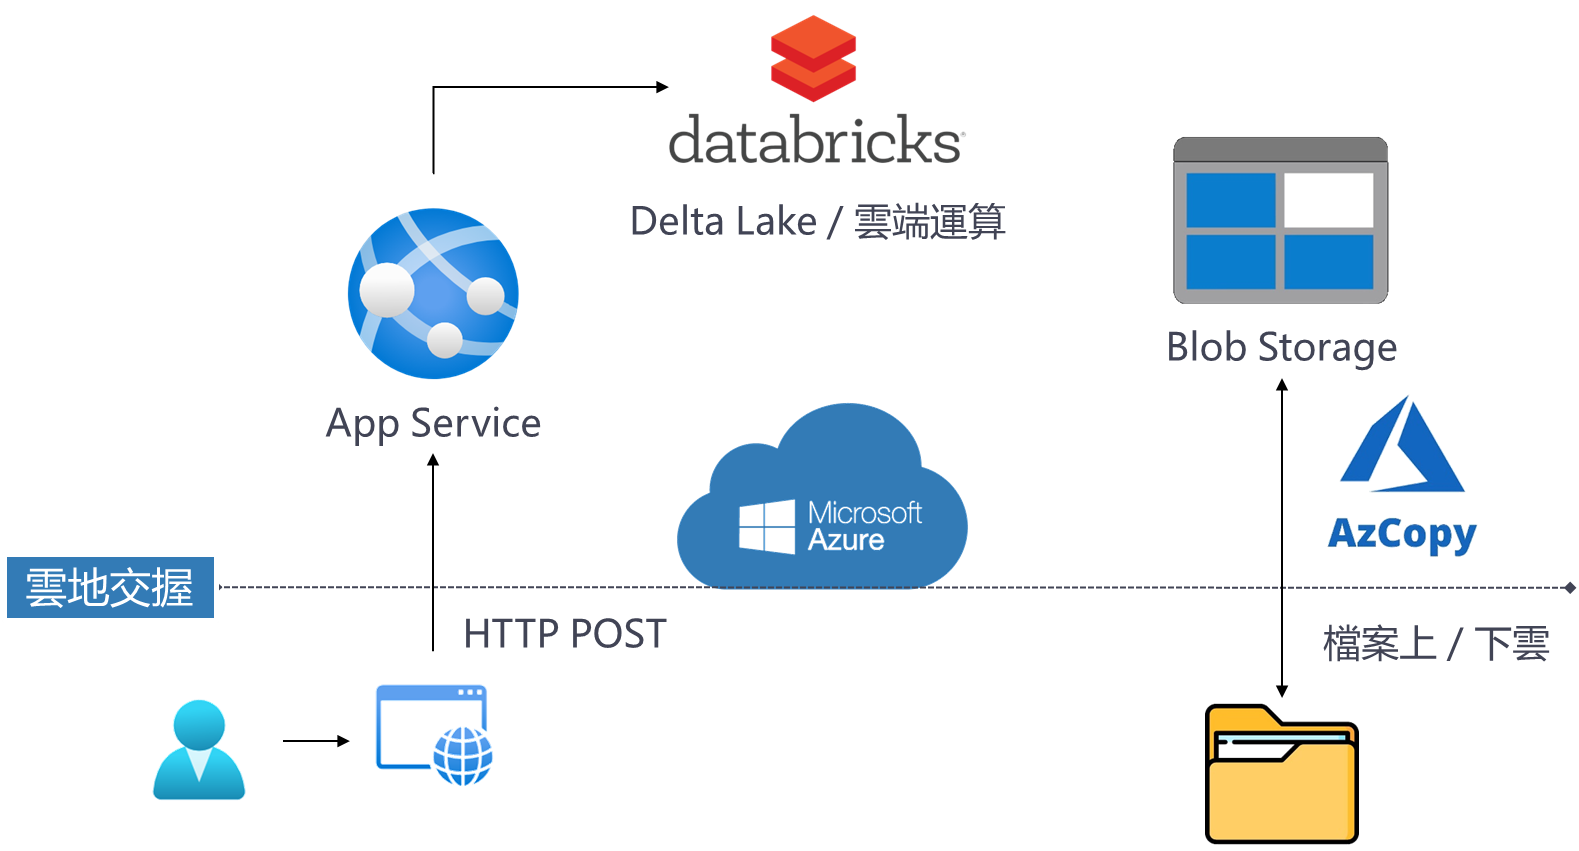 databricks
Delta Lake / 雲端運算
App Service
Blob Storage
Microsoft
Azure
AzCopy
雲地交握
HTTP POST
檔案上 / 下雲